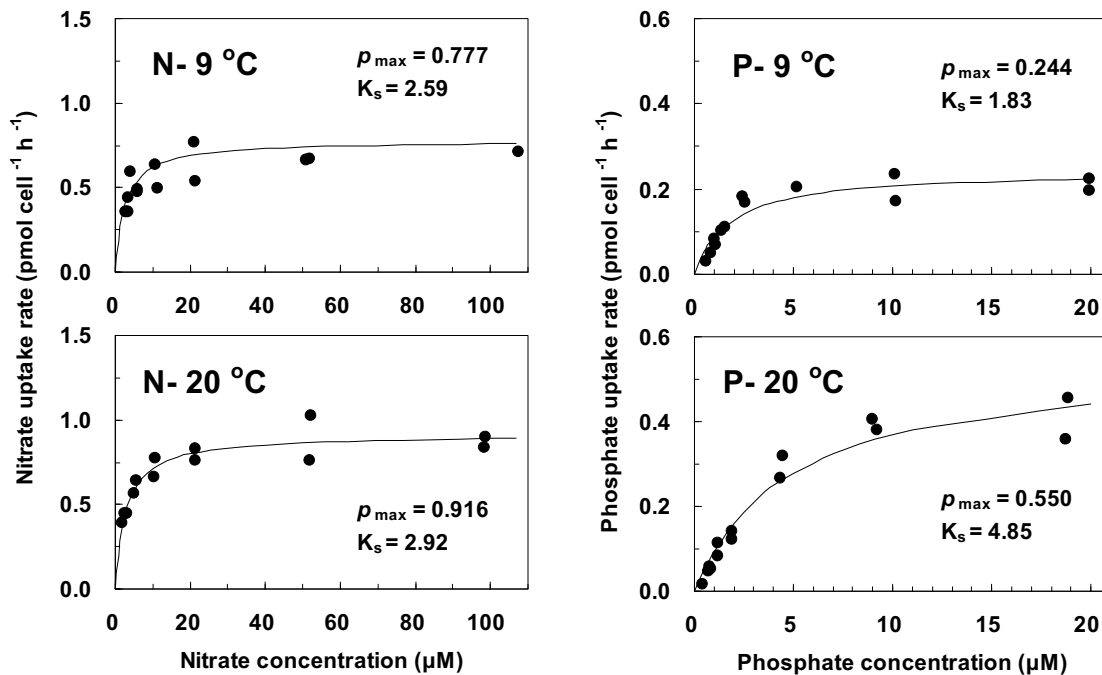 Nitrate uptake rate (pmol cell ⁻¹ h ⁻¹)
1.5
1.0
0.5
0.0
N- 9 °C
p max = 0.777
Ks = 2.59
0 20 40 60 80 100
1.5
1.0
0.5
0.0
N- 20 °C
p max = 0.916
Ks = 2.92
0 20 40 60 80 100
Nitrate concentration (μM)
Phosphate uptake rate (pmol cell ⁻¹ h ⁻¹)
0.6
0.4
0.2
0.0
P- 9 °C
p max = 0.244
Ks = 1.83
0 5 10 15 20
0.6
0.4
0.2
0.0
P- 20 °C
p max = 0.550
Ks = 4.85
0 5 10 15 20
Phosphate concentration (μM)